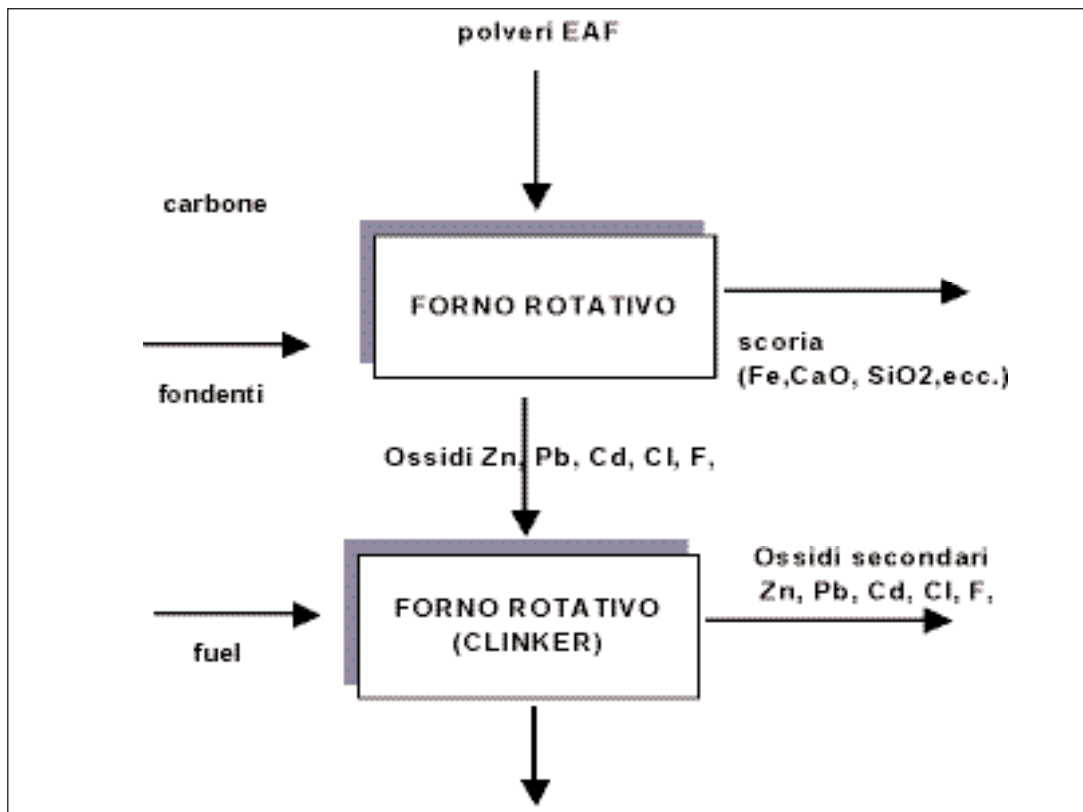 polveri EAF
carbone
FORNO ROTATIVO
scoria
(Fe,CaO, SiO2,ecc.)
fondenti
Ossidi Zn, Pb, Cd, Cl, F,
Ossidi secondari
Zn, Pb, Cd, Cl, F,
FORNO ROTATIVO
(CLINKER)
fuel